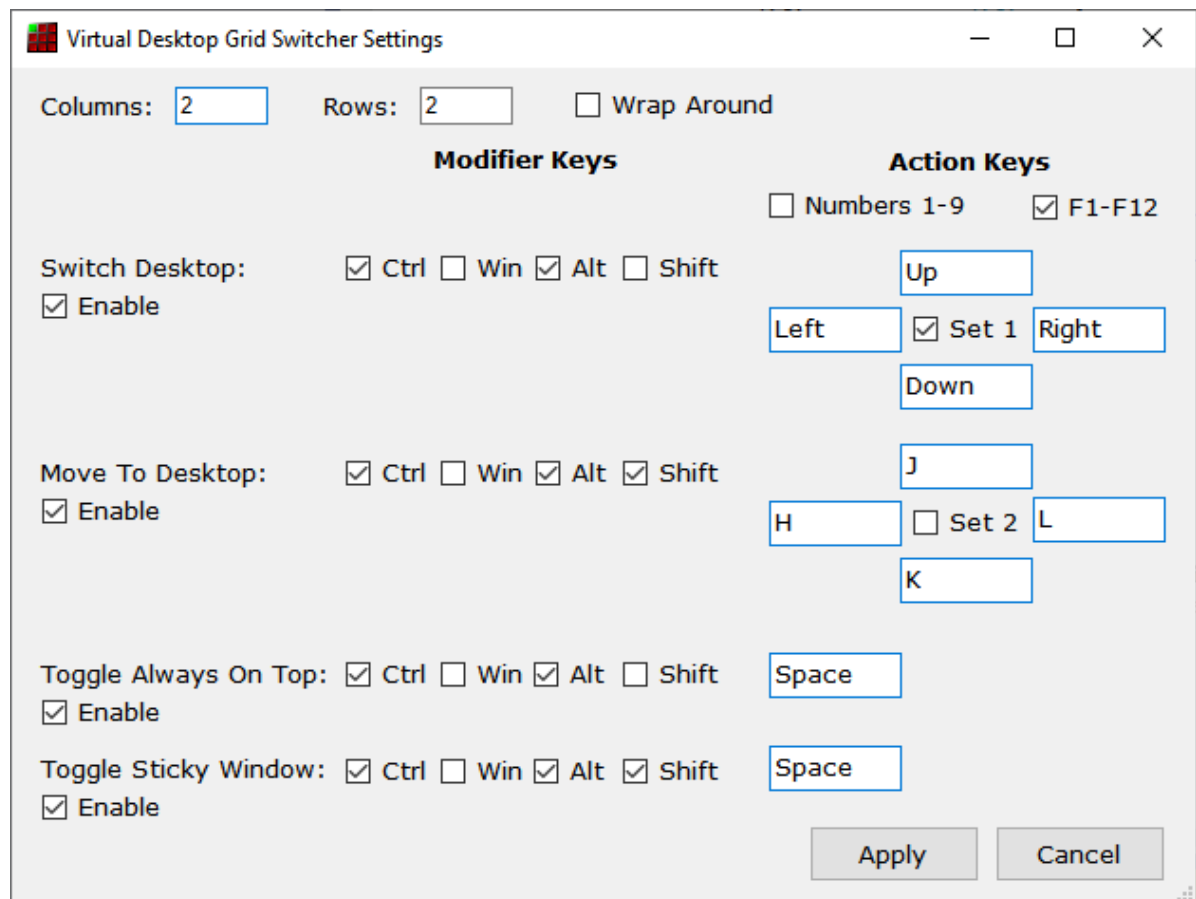 Virtual Desktop Grid Switcher Settings
Columns: 2 Rows: 2 Wrap Around
Modifier Keys Action Keys
Numbers 1-9 F1-F12
Switch Desktop: Ctrl Win Alt Shift Up
Enable
Left Set 1 Right
Down
Move To Desktop: Ctrl Win Alt Shift J
Enable
H Set 2 L
K
Toggle Always On Top: Ctrl Win Alt Shift Space
Enable
Toggle Sticky Window: Ctrl Win Alt Shift Space
Enable
Apply Cancel